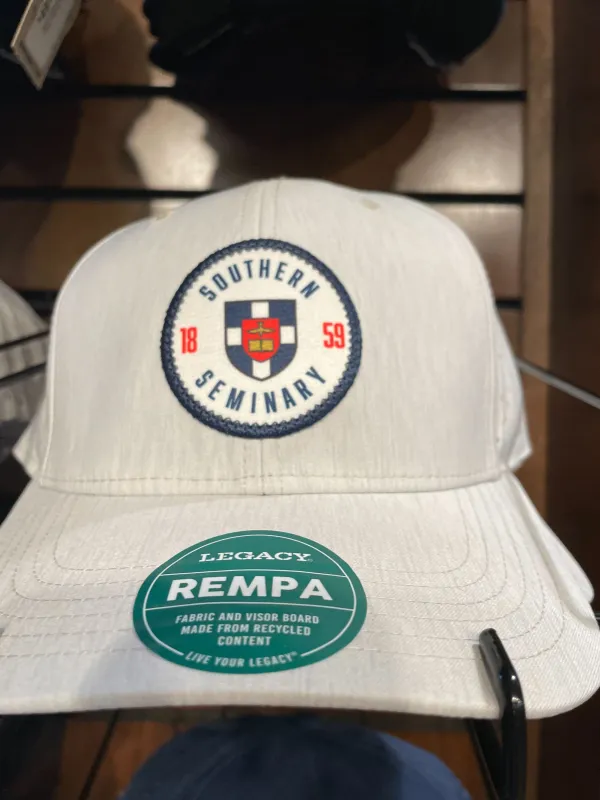 SOUTHERN
18 59
SEMINARY
LEGACY
REMPA
FABRIC AND VISOR BOARD
MADE FROM RECYCLED
CONTENT
LIVE YOUR LEGACY®